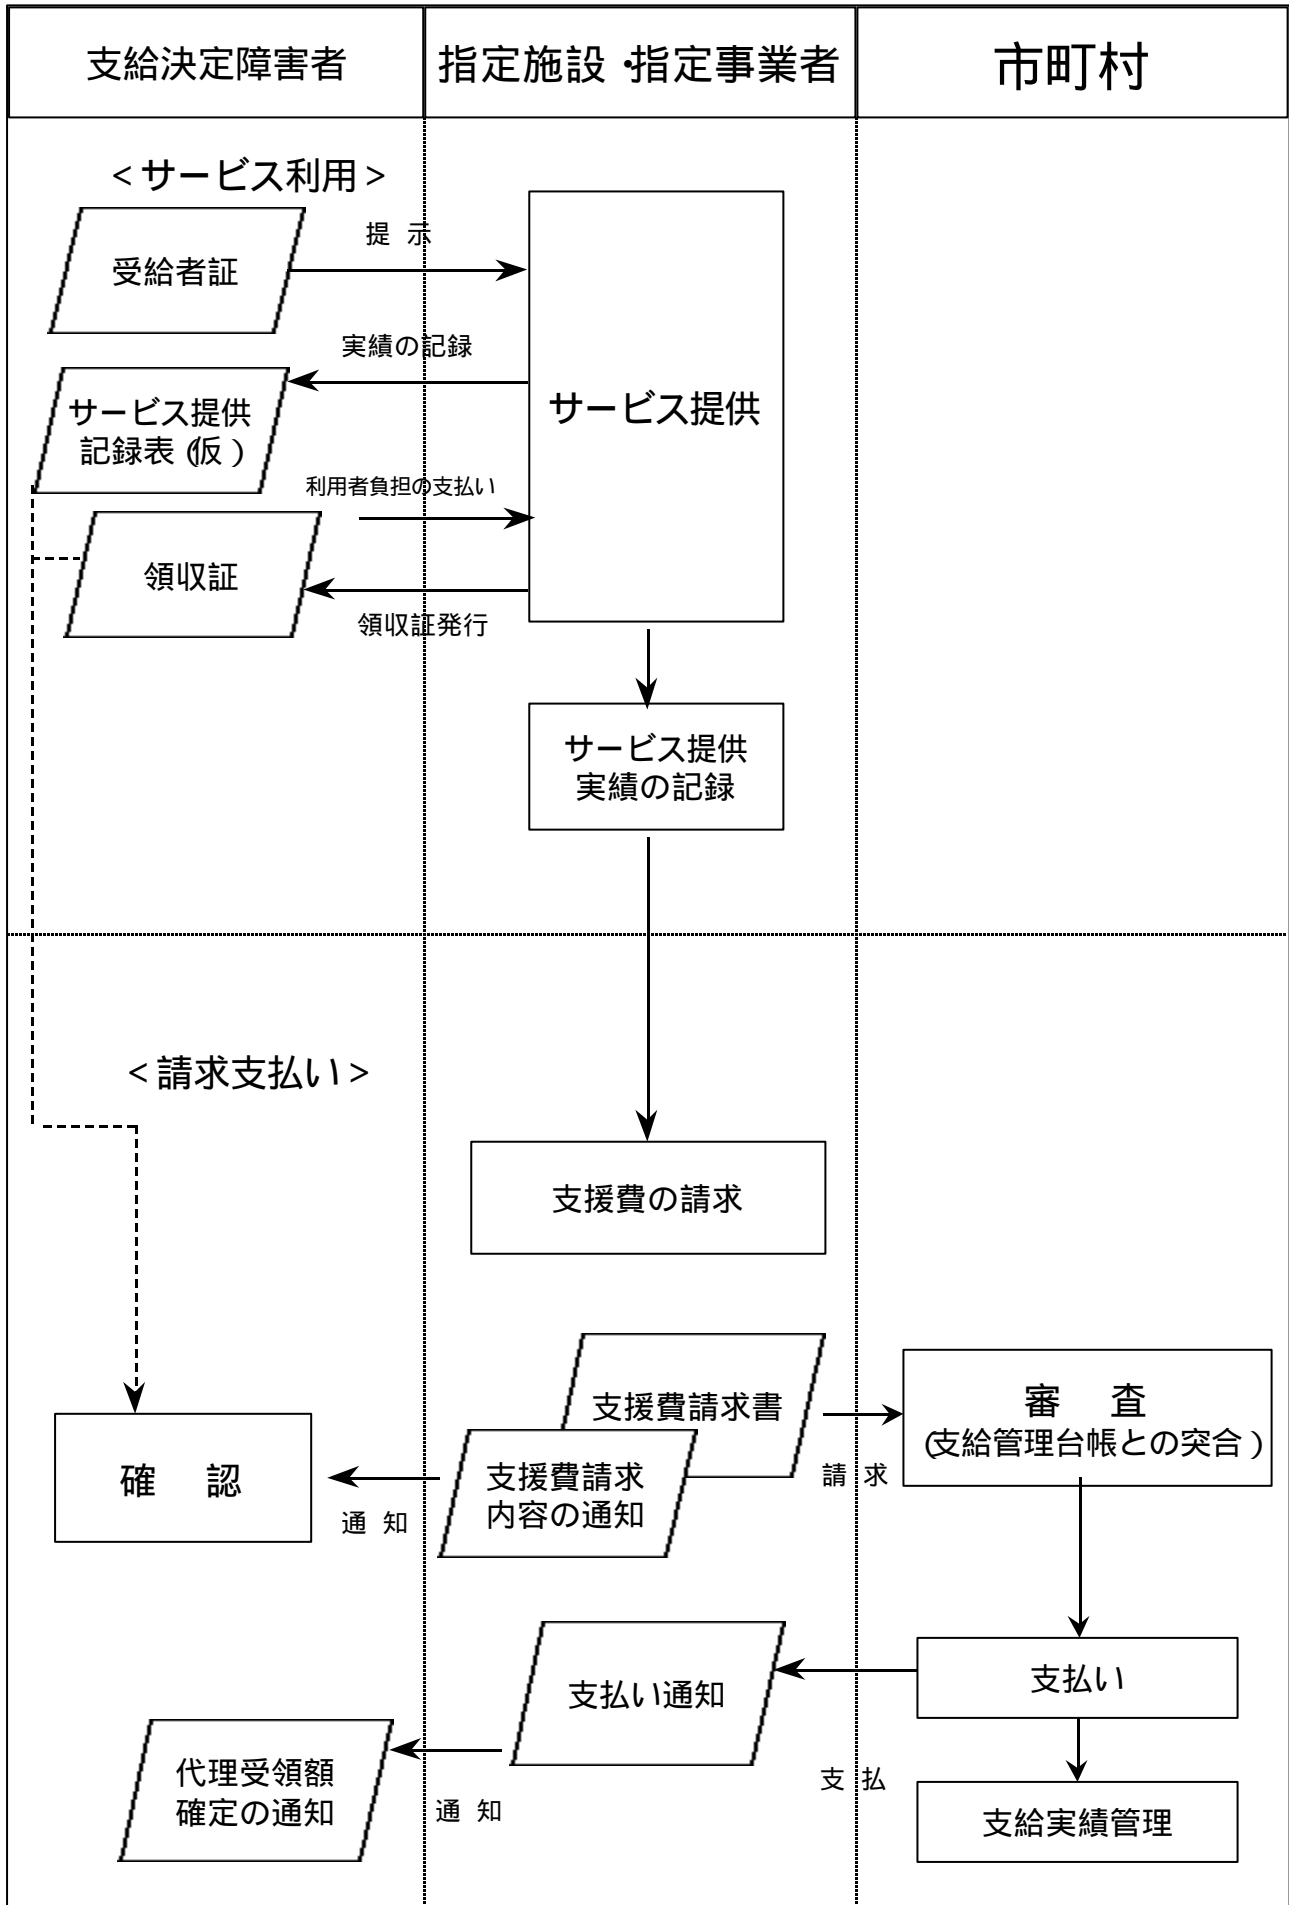 支給決定障害者
指定施設・指定事業者
市町村
＜サービス利用＞
受給者証
提 示
実績の記録
サービス提供
記録表（仮）
サービス提供
利用者負担の支払い
領収証
領収証発行
サービス提供
実績の記録
＜請求支払い＞
支援費の請求
支援費請求書
審 査
（支給管理台帳との突合）
請 求
支援費請求
内容の通知
確 認
通 知
支払い
支払い通知
支 払
代理受領額
確定の通知
通 知
支給実績管理